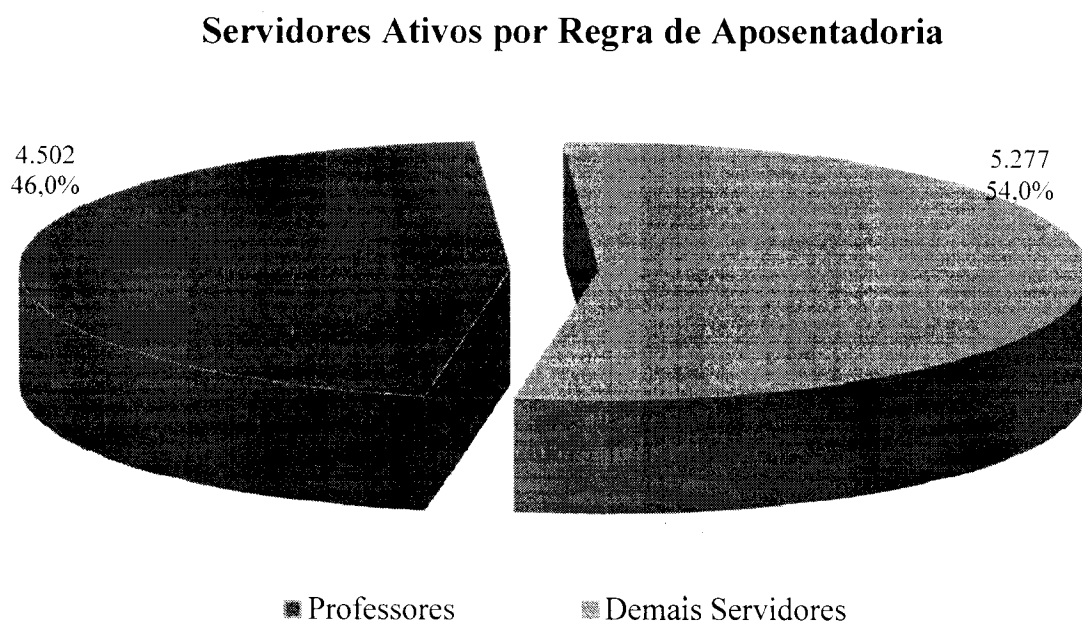 Servidores Ativos por Regra de Aposentadoria
4.502
46,0%
5.277
54,0%
Professores
Demais Servidores